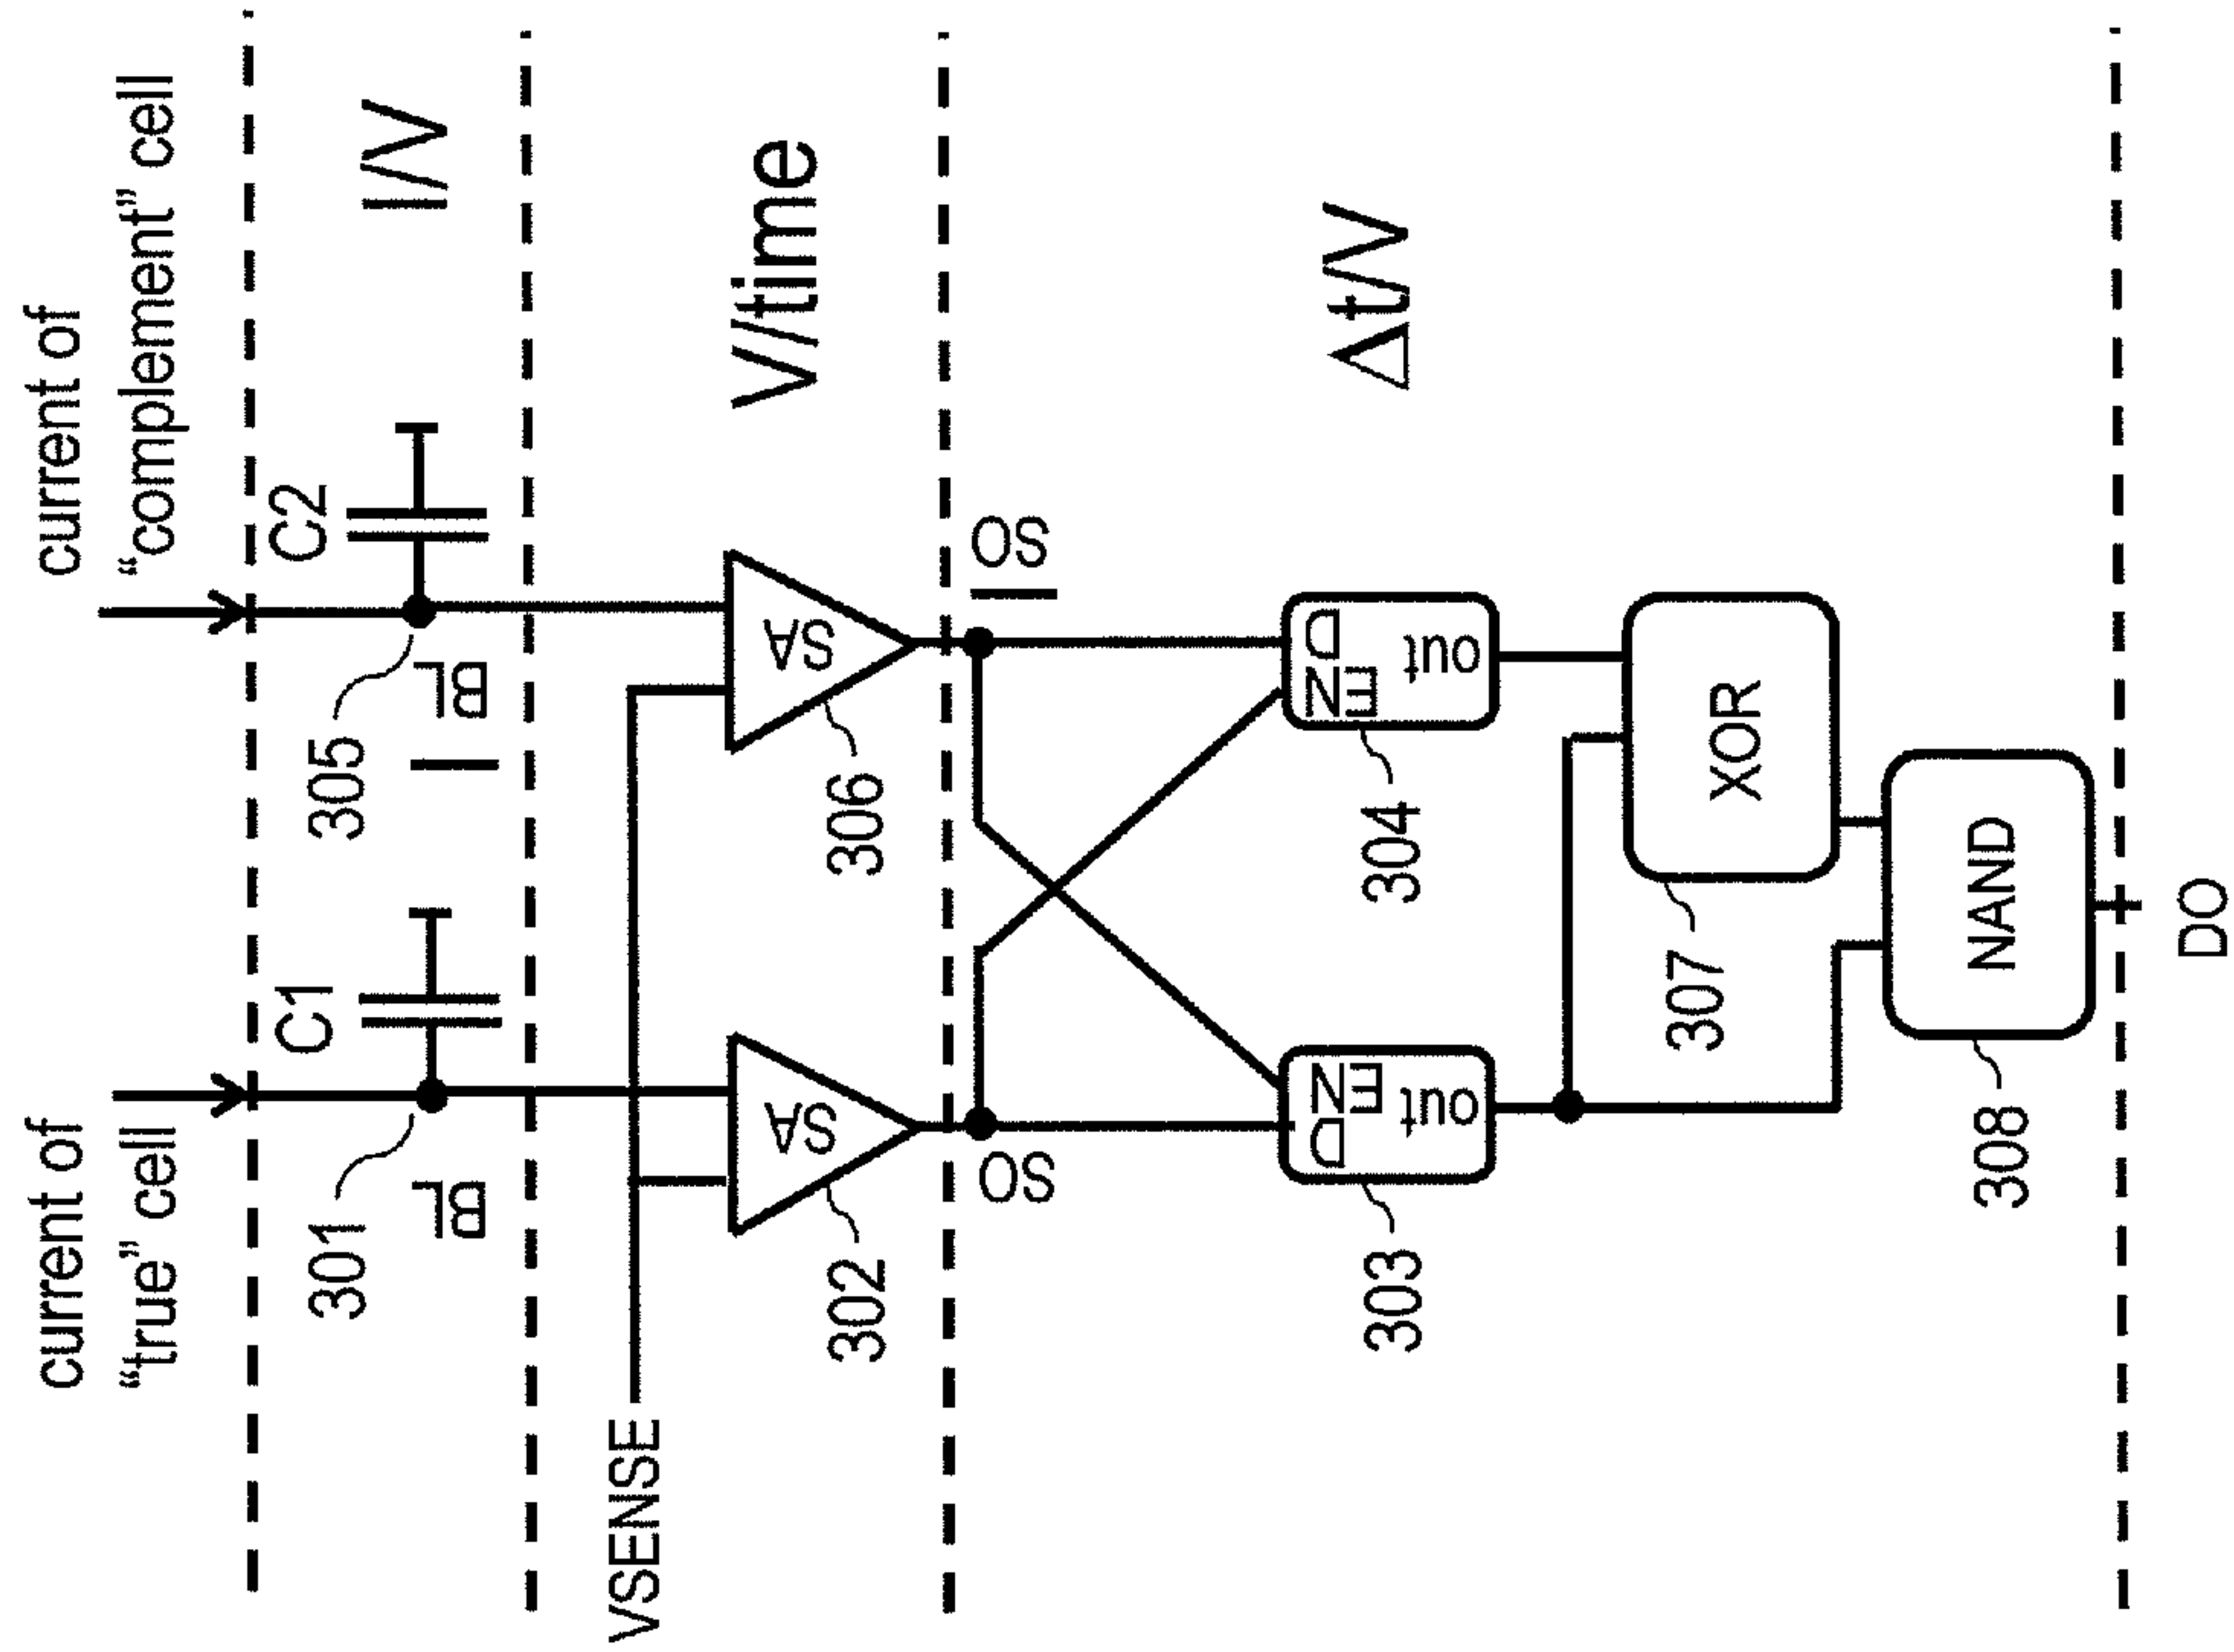 current of
"true" cell
current of
“complement” cell
C1
C2
301
305
BL
BL
I/V
VSENSE
SA
SA
302
306
V/time
SO
SO
D
EN
out
303
EN
D
out
304
Δt/V
XOR
307
NAND
308
DO